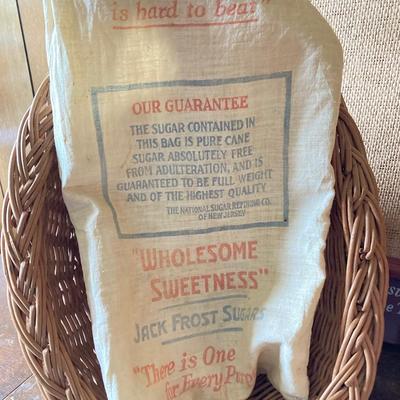 is hard to beat"
OUR GUARANTEE
THE SUGAR CONTAINED IN
THIS BAG IS PURE CANE
SUGAR ABSOLUTELY FREE
FROM ADULTERATION, AND IS
GUARANTEED TO BE FULL WEIGHT
AND OF THE HIGHEST QUALITY.
THE NATIONAL SUGAR REFINING CO.
OF NEW JERSEY
"WHOLESOME
SWEETNESS"
JACK FROST SUGARS
"There is One
for Every Purp